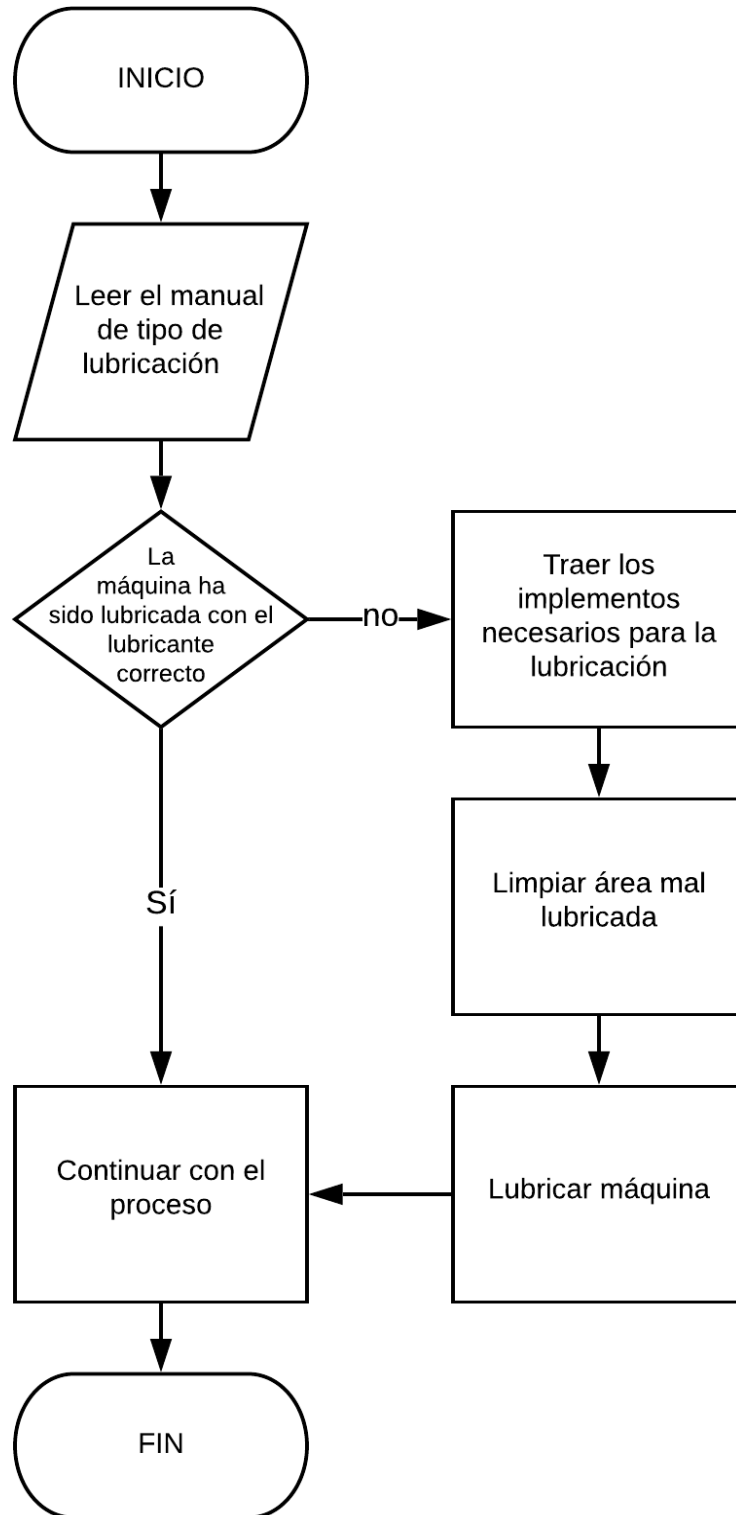 INICIO
Leer el manual
de tipo de
lubricación
La
máquina ha
sido lubricada con el
lubricante
correcto
no
Traer los
implementos
necesarios para la
lubricación
Limpiar área mal
lubricada
Sí
Continuar con el
proceso
Lubricar máquina
FIN